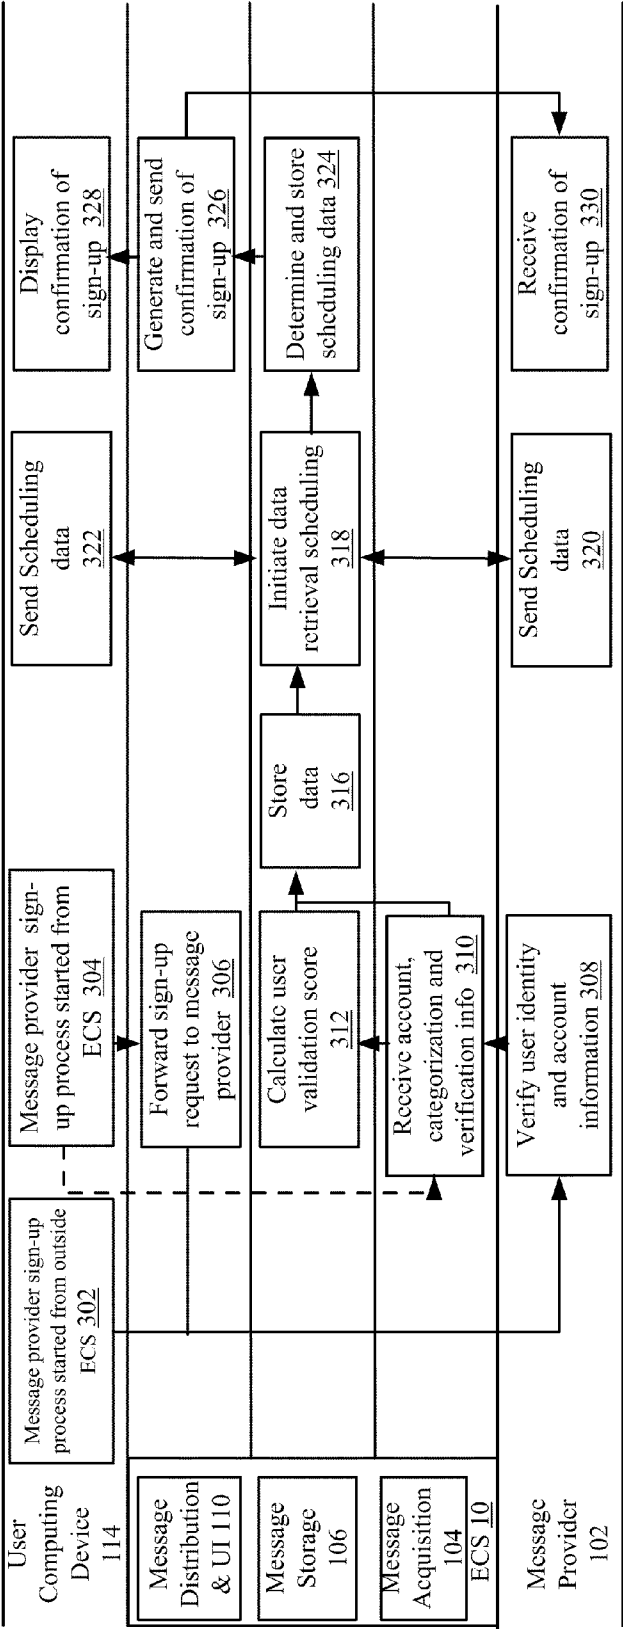 User
Computing
Device
114
Message provider sign-up
process started from outside
ECS 302
Message provider sign-
up process started from
ECS 304
Send Scheduling
data
322
Display
confirmation of
sign-up 328
Message
Distribution
& UI 110
Forward sign-up
request to message
provider 306
Generate and send
confirmation of
sign-up 326
Message
Storage
106
Calculate user
validation score
312
Store
data
316
Initiate data
retrieval scheduling
318
Determine and store
scheduling data 324
Message
Acquisition
104
ECS 10
Receive account,
categorization and
verification info 310
Message
Provider
102
Verify user identity
and account
information 308
Send Scheduling
data
320
Receive
confirmation of
sign-up 330